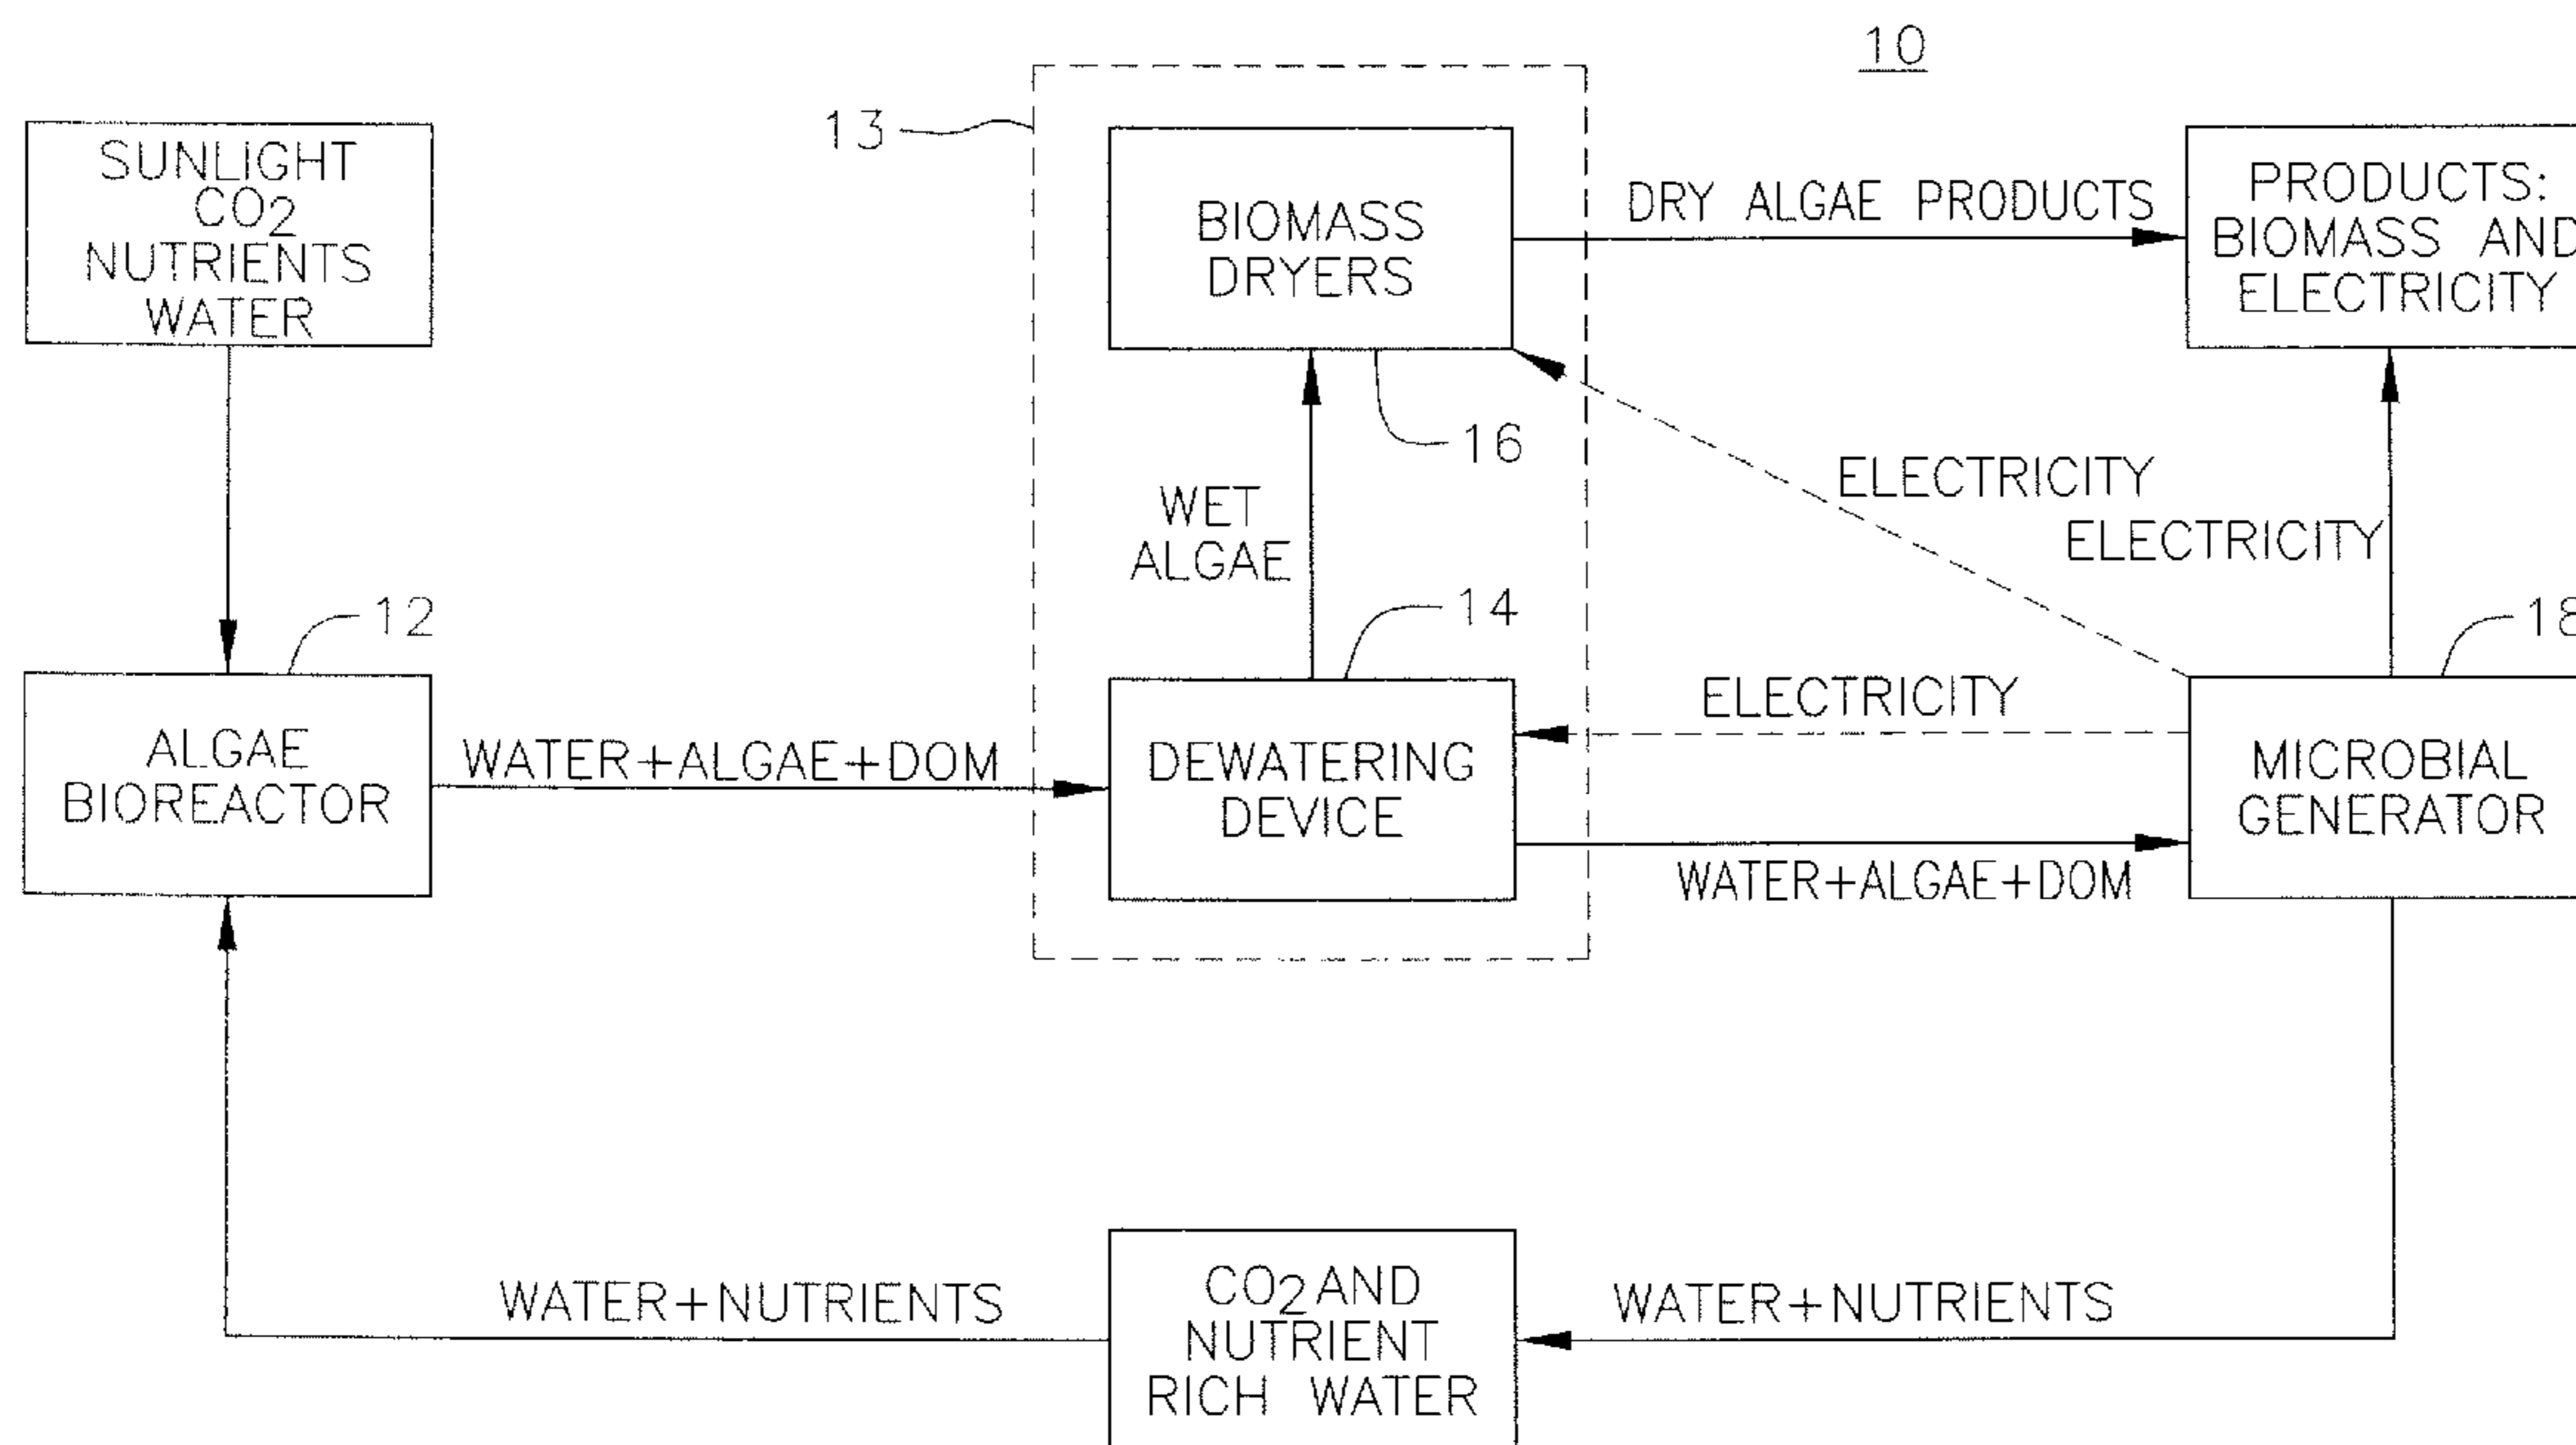 10
13
SUNLIGHT
CO2
NUTRIENTS
WATER
BIOMASS
DRYERS
DRY ALGAE PRODUCTS
PRODUCTS:
BIOMASS AND
ELECTRICITY
16
WET
ALGAE
ELECTRICITY
ELECTRICITY
12
14
18
ALGAE
BIOREACTOR
WATER+ALGAE+DOM
DEWATERING
DEVICE
ELECTRICITY
WATER+ALGAE+DOM
MICROBIAL
GENERATOR
WATER+NUTRIENTS
CO2 AND
NUTRIENT
RICH WATER
WATER+NUTRIENTS